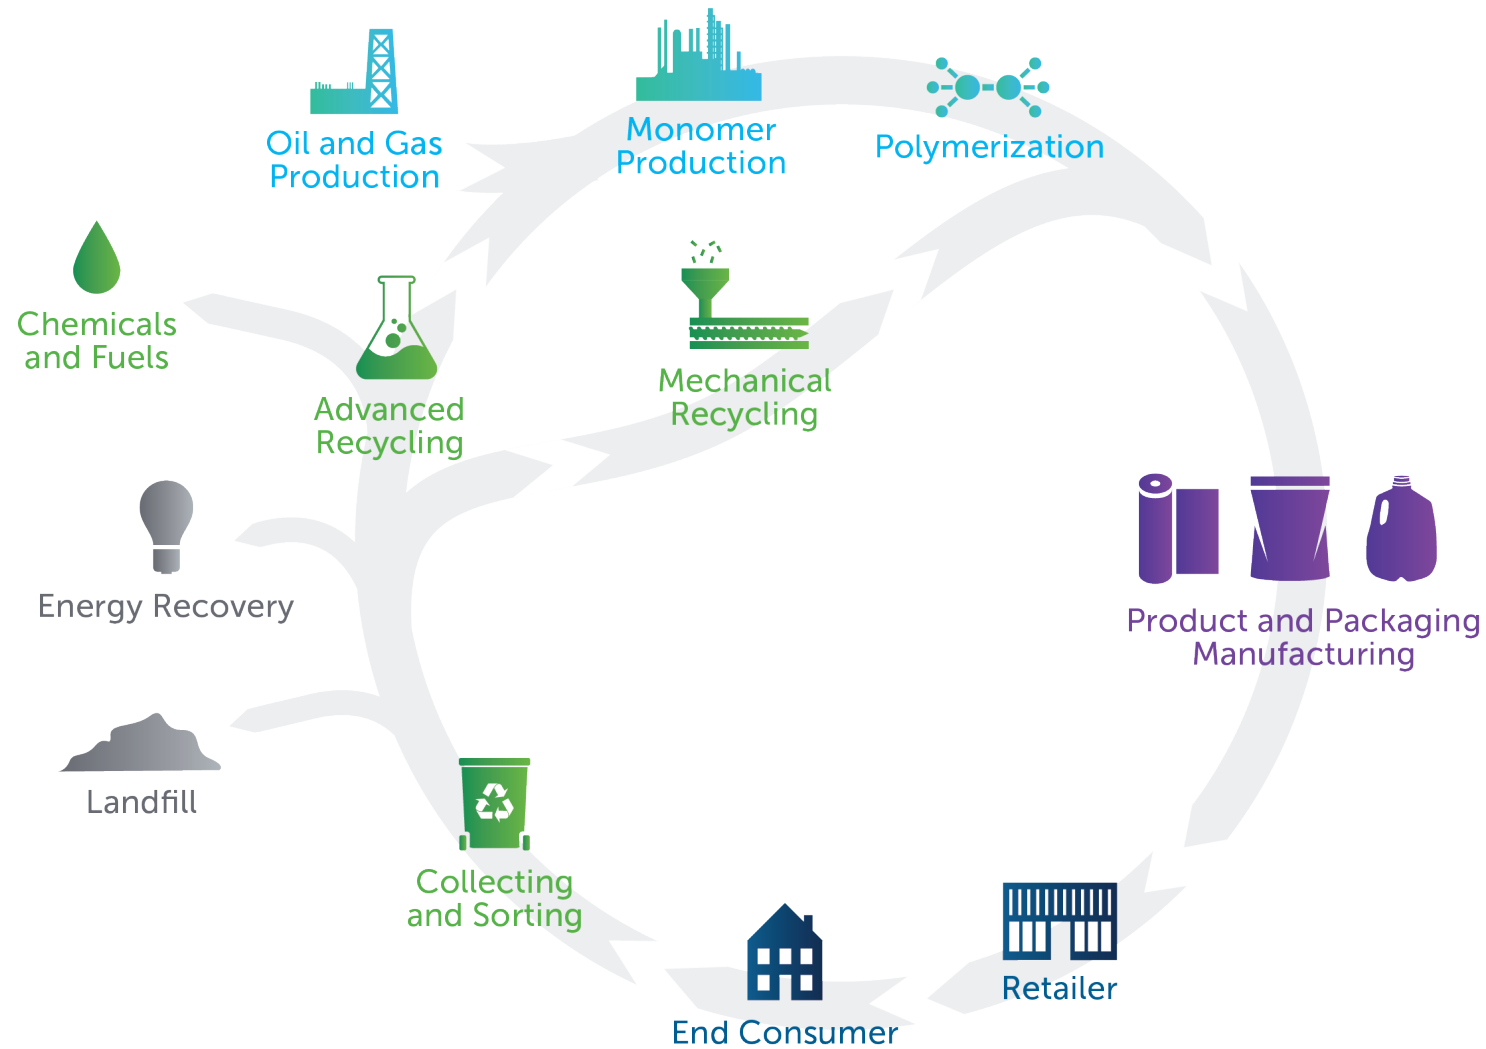 Oil and Gas
Production
Monomer
Production
Polymerization
Chemicals
and Fuels
Advanced
Recycling
Mechanical
Recycling
Energy Recovery
Product and Packaging
Manufacturing
Landfill
Collecting
and Sorting
Retailer
End Consumer